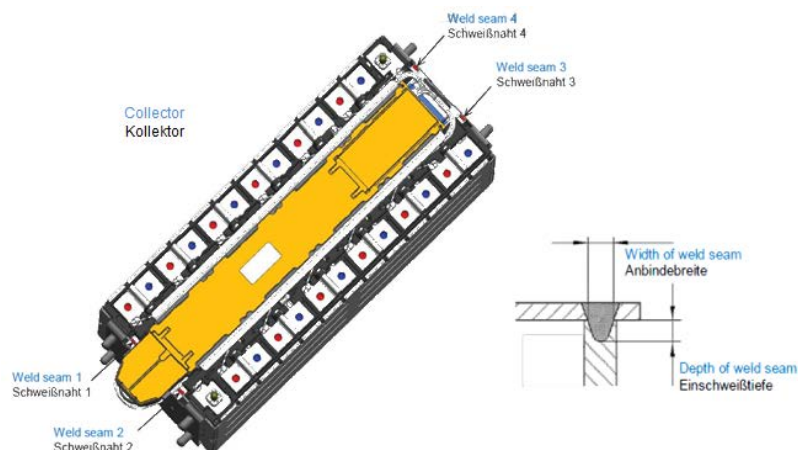 Weld seam 4
Schweißnaht 4
Weld seam 3
Schweißnaht 3
Collector
Kollektor
Width of weld seam
Anbindebreite
Depth of weld seam
Einschweißtiefe
Weld seam 1
Schweißnaht 1
Weld seam 2
Schweißnaht 2